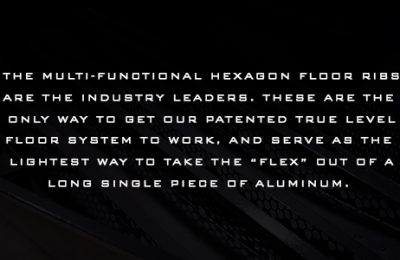 THE MULTI-FUNCTIONAL HEXAGON FLOOR RIBS
ARE THE INDUSTRY LEADERS. THESE ARE THE
ONLY WAY TO GET OUR PATENTED TRUE LEVEL
FLOOR SYSTEM TO WORK, AND SERVE AS THE
LIGHTEST WAY TO TAKE THE “FLEX” OUT OF A
LONG SINGLE PIECE OF ALUMINUM.